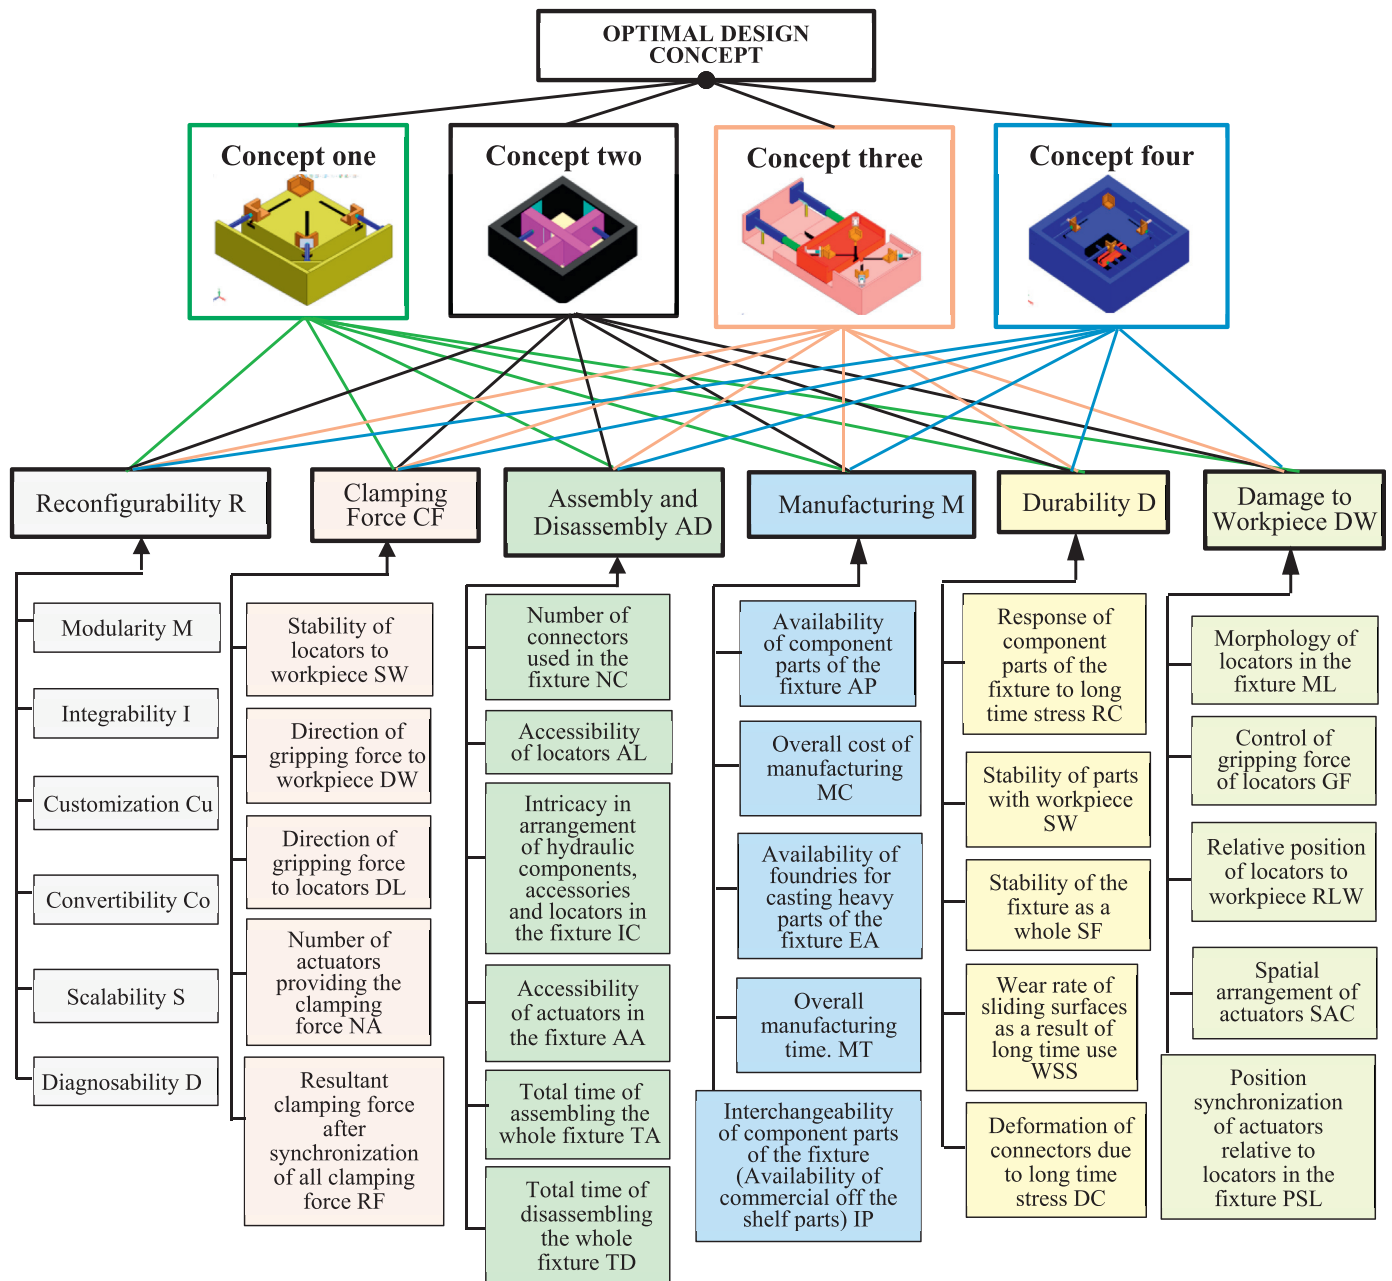 OPTIMAL DESIGN
CONCEPT
Concept one
Concept two
Concept three
Concept four
Reconfigurability R
Clamping
Force CF
Assembly and
Disassembly AD
Manufacturing M
Durability D
Damage to
Workpiece DW
Modularity M
Integrability I
Customization Cu
Convertibility Co
Scalability S
Diagnosability D
Stability of
locators to
workpiece SW
Direction of
gripping force to
workpiece DW
Direction of
gripping force
to locators DL
Number of
actuators
providing the
clamping
force NA
Resultant
clamping force
after
synchronization
of all clamping
force RF
Number of
connectors
used in the
fixture NC
Accessibility
of locators AL
Intricacy in
arrangement
of hydraulic
components,
accessories
and locators in
the fixture IC
Accessibility
of actuators in
the fixture AA
Total time of
assembling the
whole fixture TA
Total time of
disassembling
the whole
fixture TD
Availability
of component
parts of the
fixture AP
Overall cost of
manufacturing
MC
Availability of
foundries for
casting heavy
parts of the
fixture EA
Overall
manufacturing
time. MT
Interchangeability
of component parts
of the fixture
(Availability of
commercial off the
shelf parts) IP
Response of
component
parts of the
fixture to long
time stress RC
Stability of parts
with workpiece
SW
Stability of the
fixture as a
whole SF
Wear rate of
sliding surfaces
as a result of
long time use
WSS
Deformation of
connectors due
to long time
stress DC
Morphology of
locators in the
fixture ML
Control of
gripping force
of locators GF
Relative position
of locators to
workpiece RLW
Spatial
arrangement of
actuators SAC
Position
synchronization
of actuators
relative to
locators in the
fixture PSL